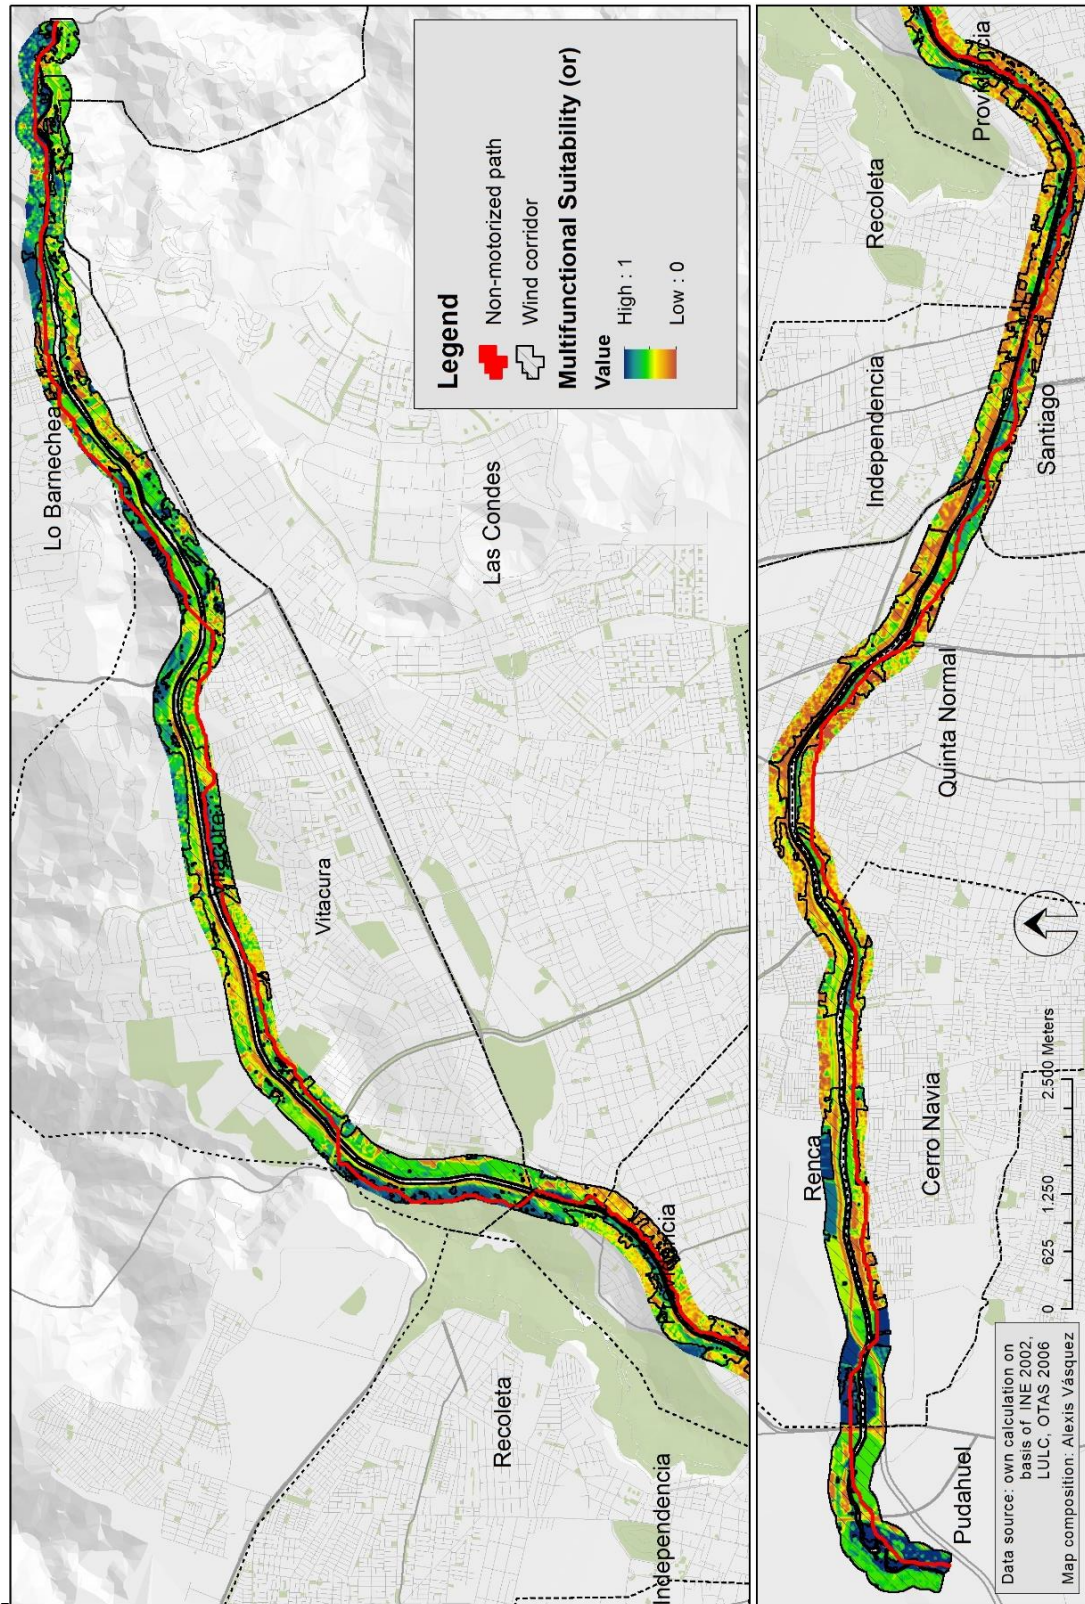 Lo Barnechea
Las Condes
Vitacura
Vitacura
Recoleta
Independencia
cia
Legend
Non-motorized path
Wind corridor
Multifunctional Suitability (or)
Value
High : 1
Low : 0
Providencia
Recoleta
Independencia
Santiago
Quinta Normal
Renca
Cerro Navia
Pudahuel
0 625 1.250 2.500 Meters
Data source: own calculation on
basis of INE 2002,
LULC, OTAS 2006
Map composition: Alexis Vásquez